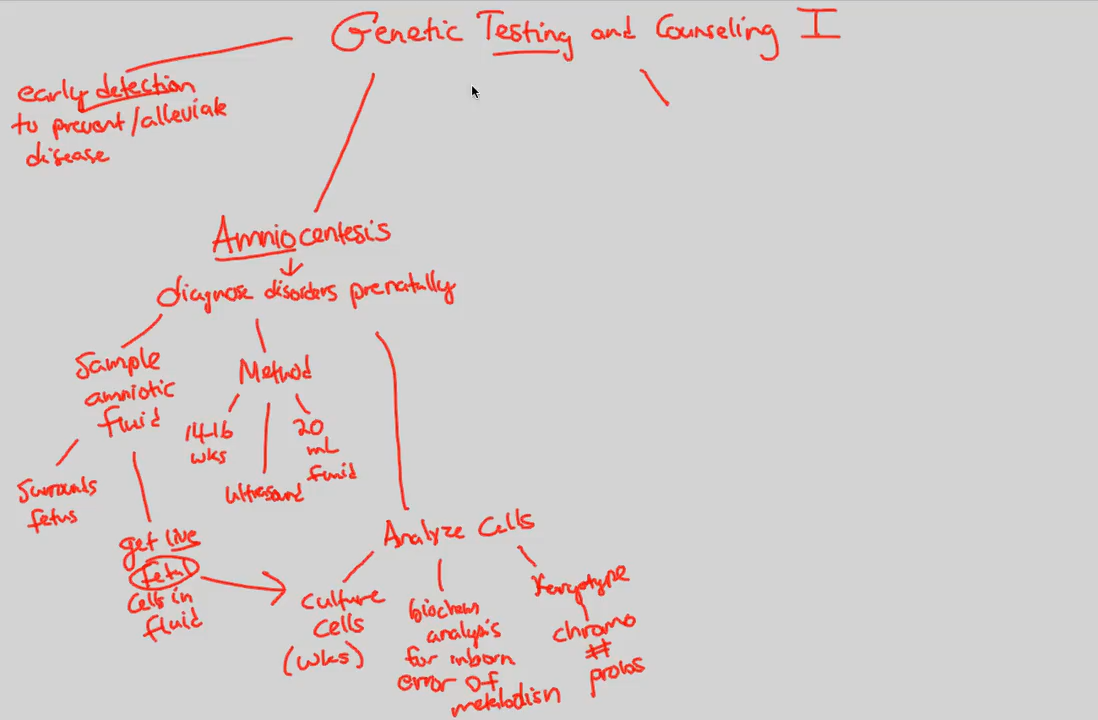 Genetic Testing and Counseling I
early detection
to prevent/alleviate
disease
Amniocentesis
diagnose disorders prenatally
Sample
amniotic
fluid
Surrounds
fetus
get live
fetal
cells in
fluid
Method
14-16
wks
ultrasound
20
mL
fluid
Analyze Cells
culture
cells
(wks)
biochem
analysis
for inborn
error of
metabolism
karyotype
chromo
#
probs